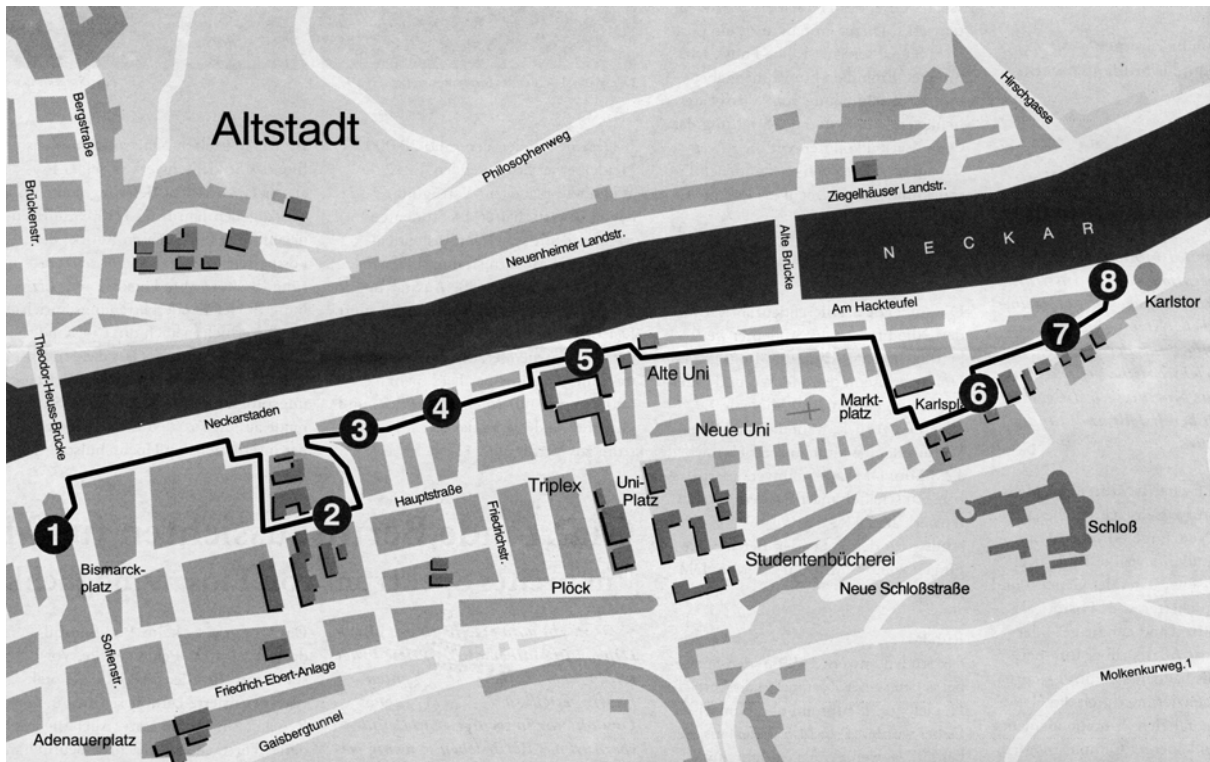 Altstadt
Bergstraße
Brückenstr.
Philosophenweg
Hirschgasse
Ziegelhäuser Landstr.
Neuenheimer Landstr.
Alte Brücke
NECKAR
Theodor-Heuss-Brücke
Neckarstaden
Am Hackteufel
Karlstor
8
7
6
5
4
3
2
1
Alte Uni
Markt-
platz
Karlspl
Neue Uni
Hauptstraße
Triplex
Uni-
Platz
Friedrichstr.
Schloß
Studentenbücherei
Neue Schloßstraße
Bismarck-
platz
Plöck
Sofienstr.
Friedrich-Ebert-Anlage
Gaisbergtunnel
Adenauerplatz
Molkenkurweg.1